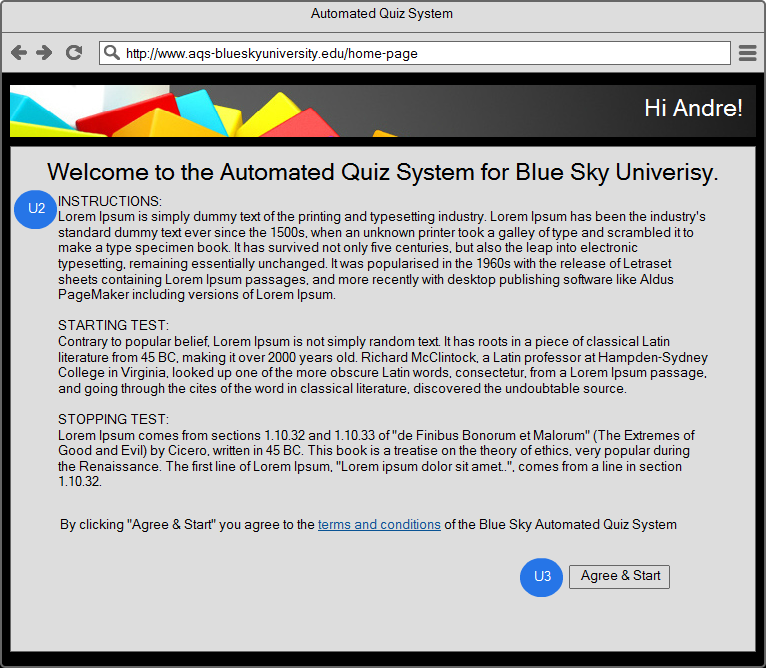 Automated Quiz System
http://www.aqs-blueskyuniversity.edu/home-page
Hi Andre!
Welcome to the Automated Quiz System for Blue Sky Univerisy.
U2
INSTRUCTIONS:
Lorem Ipsum is simply dummy text of the printing and typesetting industry. Lorem Ipsum has been the industry's
standard dummy text ever since the 1500s, when an unknown printer took a galley of type and scrambled it to
make a type specimen book. It has survived not only five centuries, but also the leap into electronic
typesetting, remaining essentially unchanged. It was popularised in the 1960s with the release of Letraset
sheets containing Lorem Ipsum passages, and more recently with desktop publishing software like Aldus
PageMaker including versions of Lorem Ipsum.
STARTING TEST:
Contrary to popular belief, Lorem Ipsum is not simply random text. It has roots in a piece of classical Latin
literature from 45 BC, making it over 2000 years old. Richard McClintock, a Latin professor at Hampden-Sydney
College in Virginia, looked up one of the more obscure Latin words, consectetur, from a Lorem Ipsum passage,
and going through the cites of the word in classical literature, discovered the undoubtable source.
STOPPING TEST:
Lorem Ipsum comes from sections 1.10.32 and 1.10.33 of "de Finibus Bonorum et Malorum" (The Extremes of
Good and Evil) by Cicero, written in 45 BC. This book is a treatise on the theory of ethics, very popular during
the Renaissance. The first line of Lorem Ipsum, "Lorem ipsum dolor sit amet..", comes from a line in section
1.10.32.
By clicking "Agree & Start" you agree to the terms and conditions of the Blue Sky Automated Quiz System
U3
Agree & Start